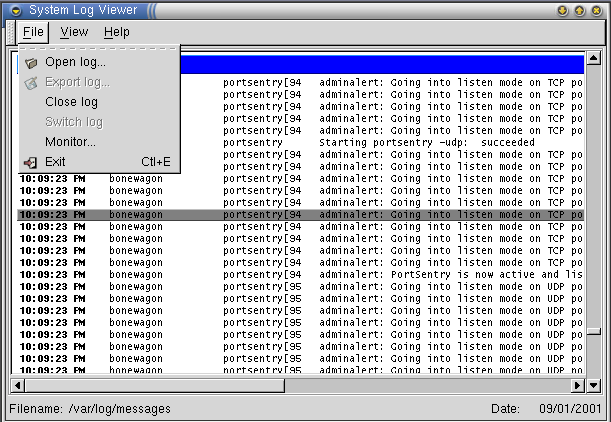 System Log Viewer
File View Help
Open log...
Export log...
Close log
Switch log
Monitor...
Exit Ctl+E
portsentry[94 adminalert: Going into listen mode on TCP po
portsentry[94 adminalert: Going into listen mode on TCP po
portsentry[94 adminalert: Going into listen mode on TCP po
portsentry[94 adminalert: Going into listen mode on TCP po
portsentry[94 adminalert: Going into listen mode on TCP po
portsentry Starting portsentry -udp: succeeded
portsentry[94 adminalert: Going into listen mode on TCP po
portsentry[94 adminalert: Going into listen mode on TCP po
10:09:23 PM bonewagon portsentry[94 adminalert: Going into listen mode on TCP po
10:09:23 PM bonewagon portsentry[94 adminalert: Going into listen mode on TCP po
10:09:23 PM bonewagon portsentry[94 adminalert: Going into listen mode on TCP po
10:09:23 PM bonewagon portsentry[94 adminalert: Going into listen mode on TCP po
10:09:23 PM bonewagon portsentry[94 adminalert: Going into listen mode on TCP po
10:09:23 PM bonewagon portsentry[94 adminalert: Going into listen mode on TCP po
10:09:23 PM bonewagon portsentry[94 adminalert: Going into listen mode on TCP po
10:09:23 PM bonewagon portsentry[94 adminalert: Going into listen mode on TCP po
10:09:23 PM bonewagon portsentry[94 adminalert: PortSentry is now active and lis
10:09:23 PM bonewagon portsentry[95 adminalert: Going into listen mode on UDP po
10:09:23 PM bonewagon portsentry[95 adminalert: Going into listen mode on UDP po
10:09:23 PM bonewagon portsentry[95 adminalert: Going into listen mode on UDP po
10:09:23 PM bonewagon portsentry[95 adminalert: Going into listen mode on UDP po
10:09:23 PM bonewagon portsentry[95 adminalert: Going into listen mode on UDP po
10:09:23 PM bonewagon portsentry[95 adminalert: Going into listen mode on UDP po
10:09:23 PM bonewagon portsentry[95 adminalert: Going into listen mode on UDP po
10:09:23 PM bonewagon portsentry[95 adminalert: Going into listen mode on UDP po
Filename: /var/log/messages Date: 09/01/2001